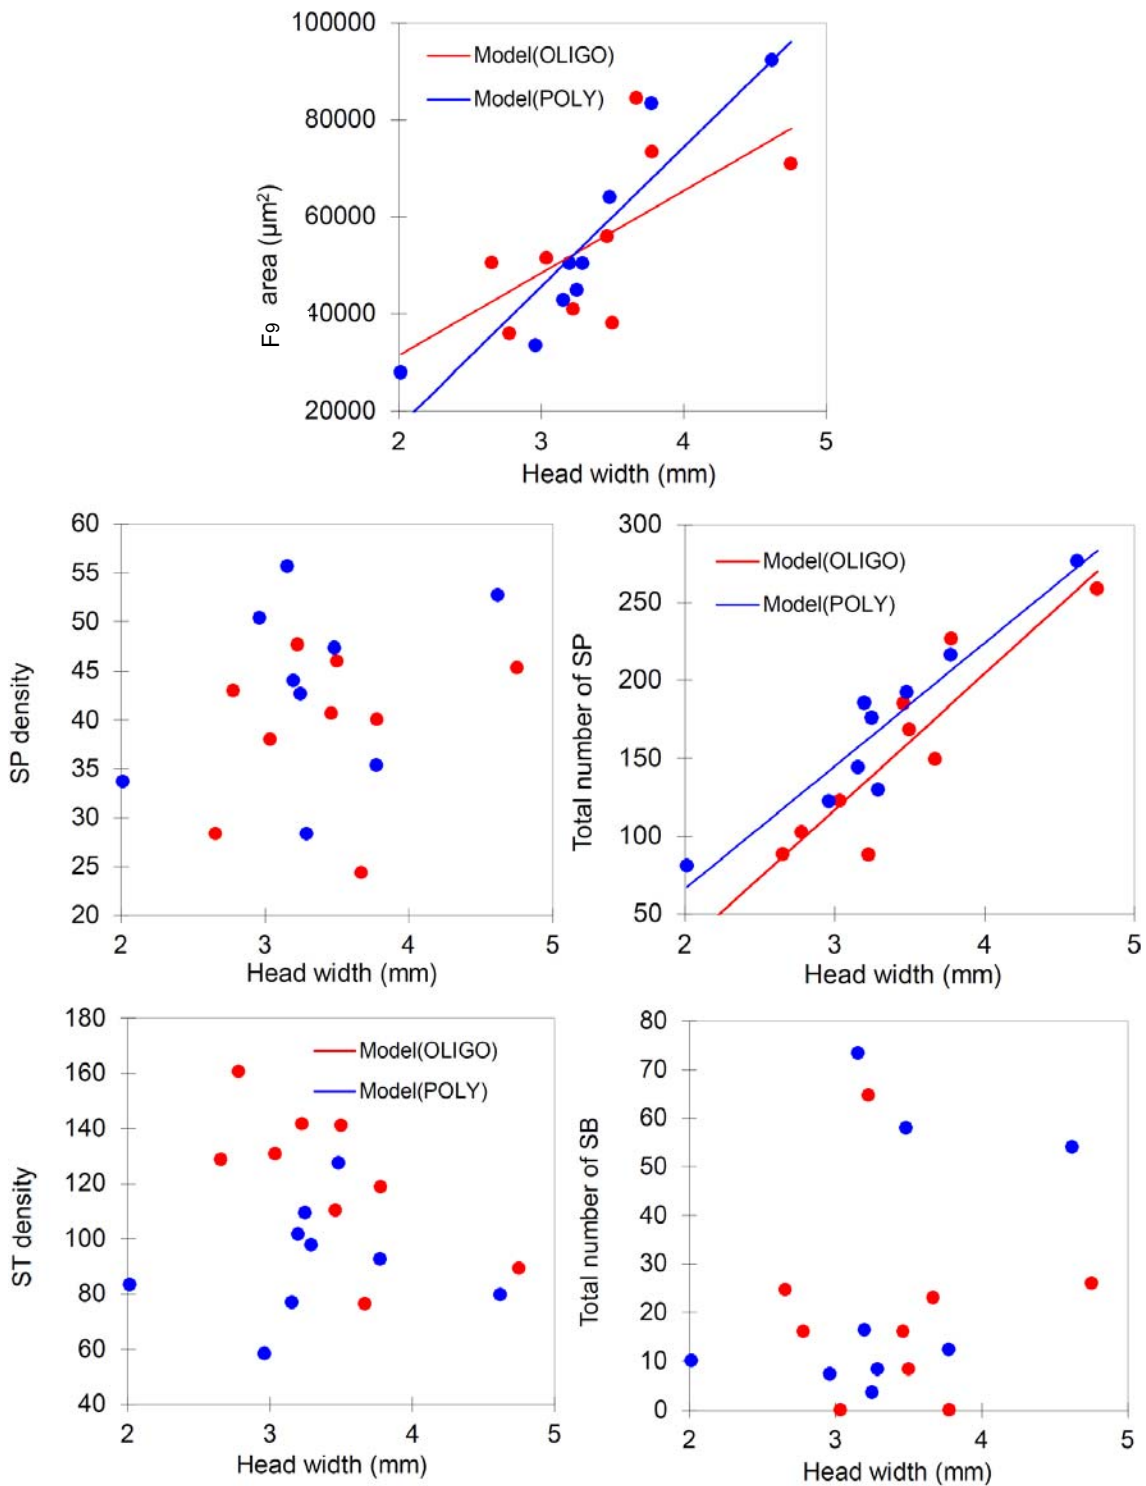 100000
80000
60000
40000
20000
F9 area (µm²)
Model(OLIGO)
Model(POLY)
2 3 4 5
Head width (mm)
60
55
50
45
40
35
30
25
20
SP density
2 3 4 5
Head width (mm)
300
250
200
150
100
50
Total number of SP
Model(OLIGO)
Model(POLY)
2 3 4 5
Head width (mm)
180
160
140
120
100
80
60
40
ST density
Model(OLIGO)
Model(POLY)
2 3 4 5
Head width (mm)
80
70
60
50
40
30
20
10
0
Total number of SB
2 3 4 5
Head width (mm)